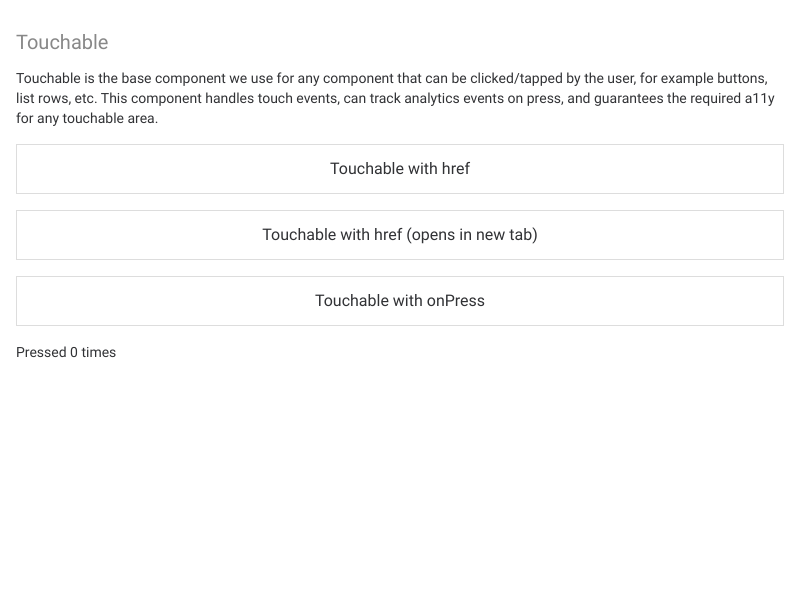 Touchable
Touchable is the base component we use for any component that can be clicked/tapped by the user, for example buttons,
list rows, etc. This component handles touch events, can track analytics events on press, and guarantees the required a11y
for any touchable area.
Touchable with href
Touchable with href (opens in new tab)
Touchable with onPress
Pressed 0 times